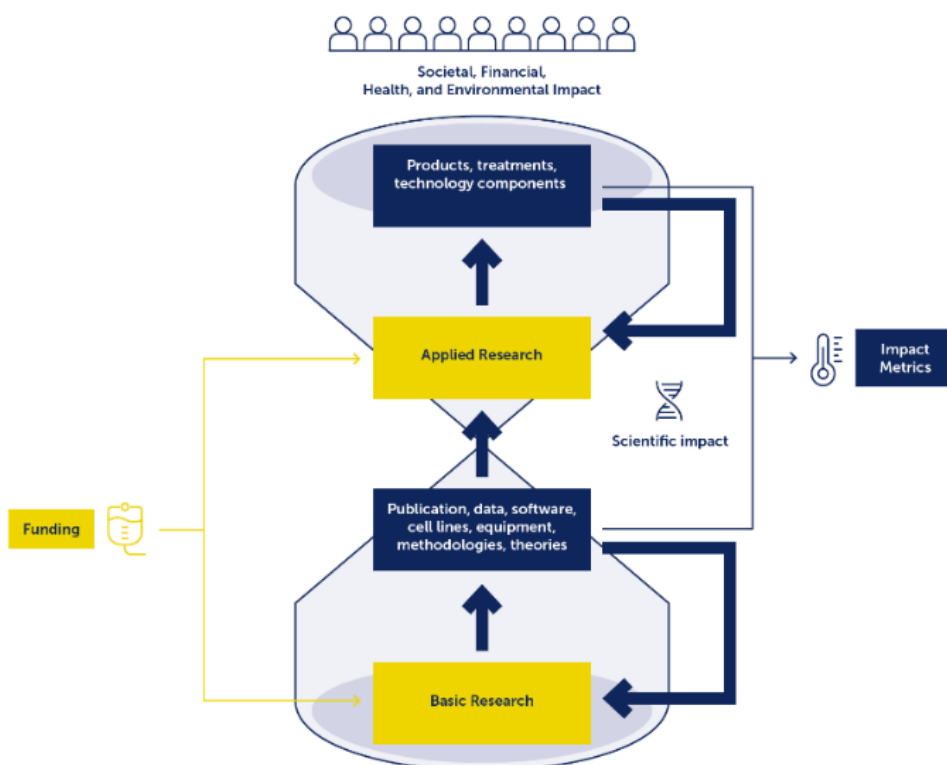 Societal, Financial,
Health, and Environmental Impact
Products, treatments,
technology components
Applied Research
Impact
Metrics
Scientific impact
Publication, data, software,
cell lines, equipment,
methodologies, theories
Funding
Basic Research